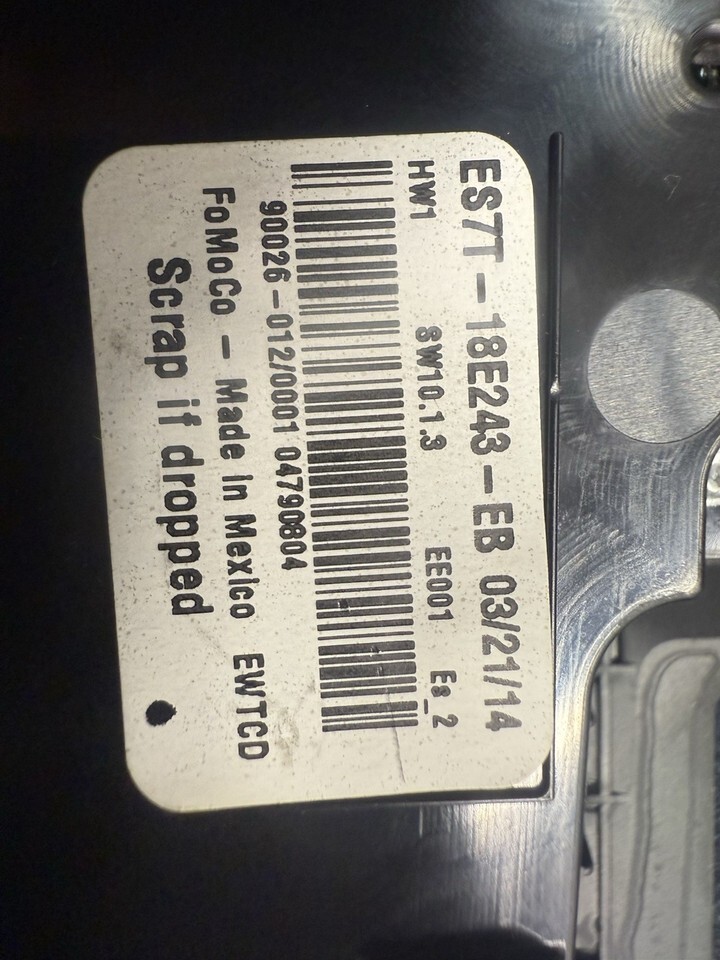 ES7T-18E243-EB 03/21/14
HW1 SW10.1.3 EE001 Es_2
90026-012/0001 04790804
FoMoCo - Made in Mexico EWTCD
Scrap if dropped